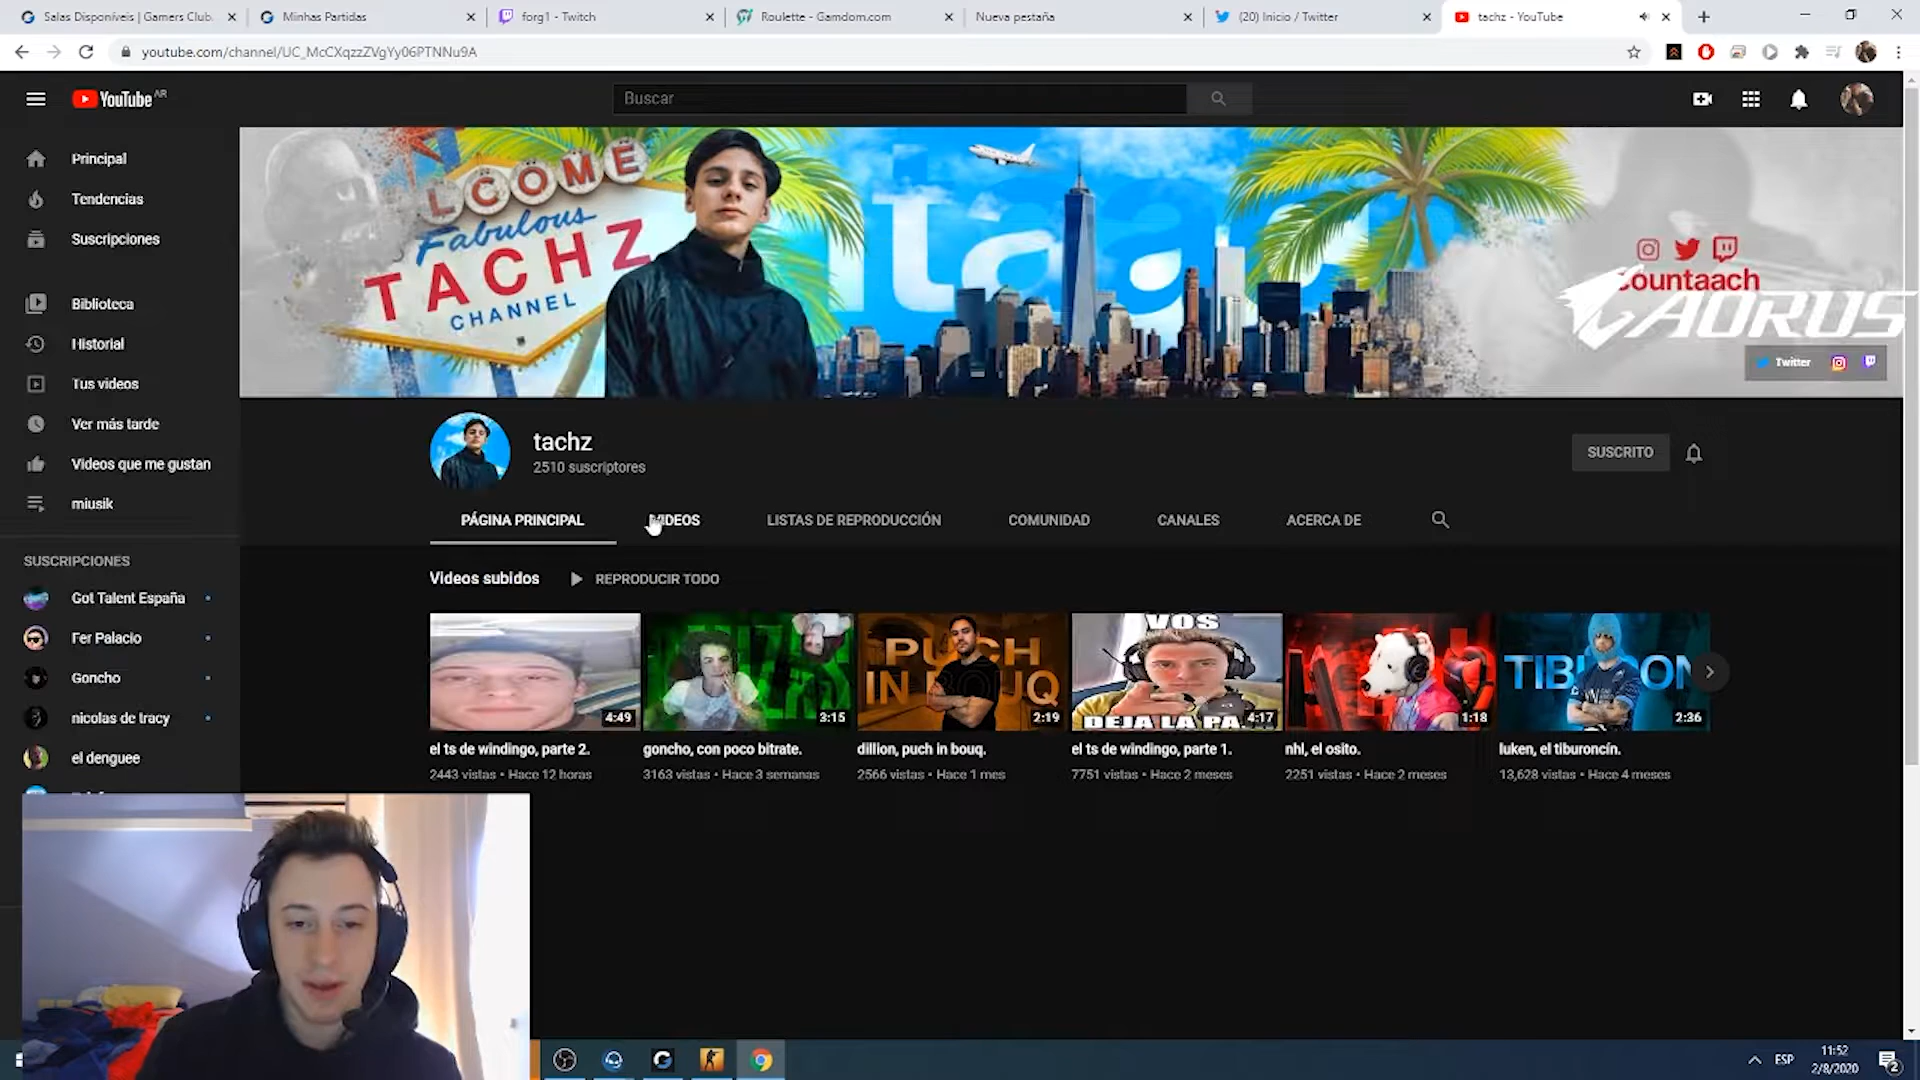 Salas Disponíveis | Gamers Club.
Minhas Partidas
forg1 - Twitch
Roulette - Gamdom.com
Nueva pestaña
(20) Inicio / Twitter
tachz - YouTube
youtube.com/channel/UC_McCXqzzZVgYy06PTNNu9A
YouTube AR
Buscar
Principal
Tendencias
Suscripciones
Biblioteca
Historial
Tus videos
Ver más tarde
Videos que me gustan
miusik
SUSCRIPCIONES
Got Talent España
Fer Palacio
Goncho
nicolas de tracy
el denguee
LCOME
Fabulous
TACHZ
CHANNEL
taac
countaach
AORUS
Twitter
tachz
2510 suscriptores
SUSCRITO
PÁGINA PRINCIPAL
VIDEOS
LISTAS DE REPRODUCCIÓN
COMUNIDAD
CANALES
ACERCA DE
Videos subidos
REPRODUCIR TODO
4:49
3:15
PUCH
IN BOUQ
2:19
VOS
DEJA LA PA...
4:17
1:18
TIBURON
2:36
el ts de windingo, parte 2.
2443 vistas • Hace 12 horas
goncho, con poco bitrate.
3163 vistas • Hace 3 semanas
dillion, puch in bouq.
2566 vistas • Hace 1 mes
el ts de windingo, parte 1.
7751 vistas • Hace 2 meses
nhl, el osito.
2251 vistas • Hace 2 meses
luken, el tiburoncín.
13,628 vistas • Hace 4 meses
ESP
11:52
2/8/2020
2